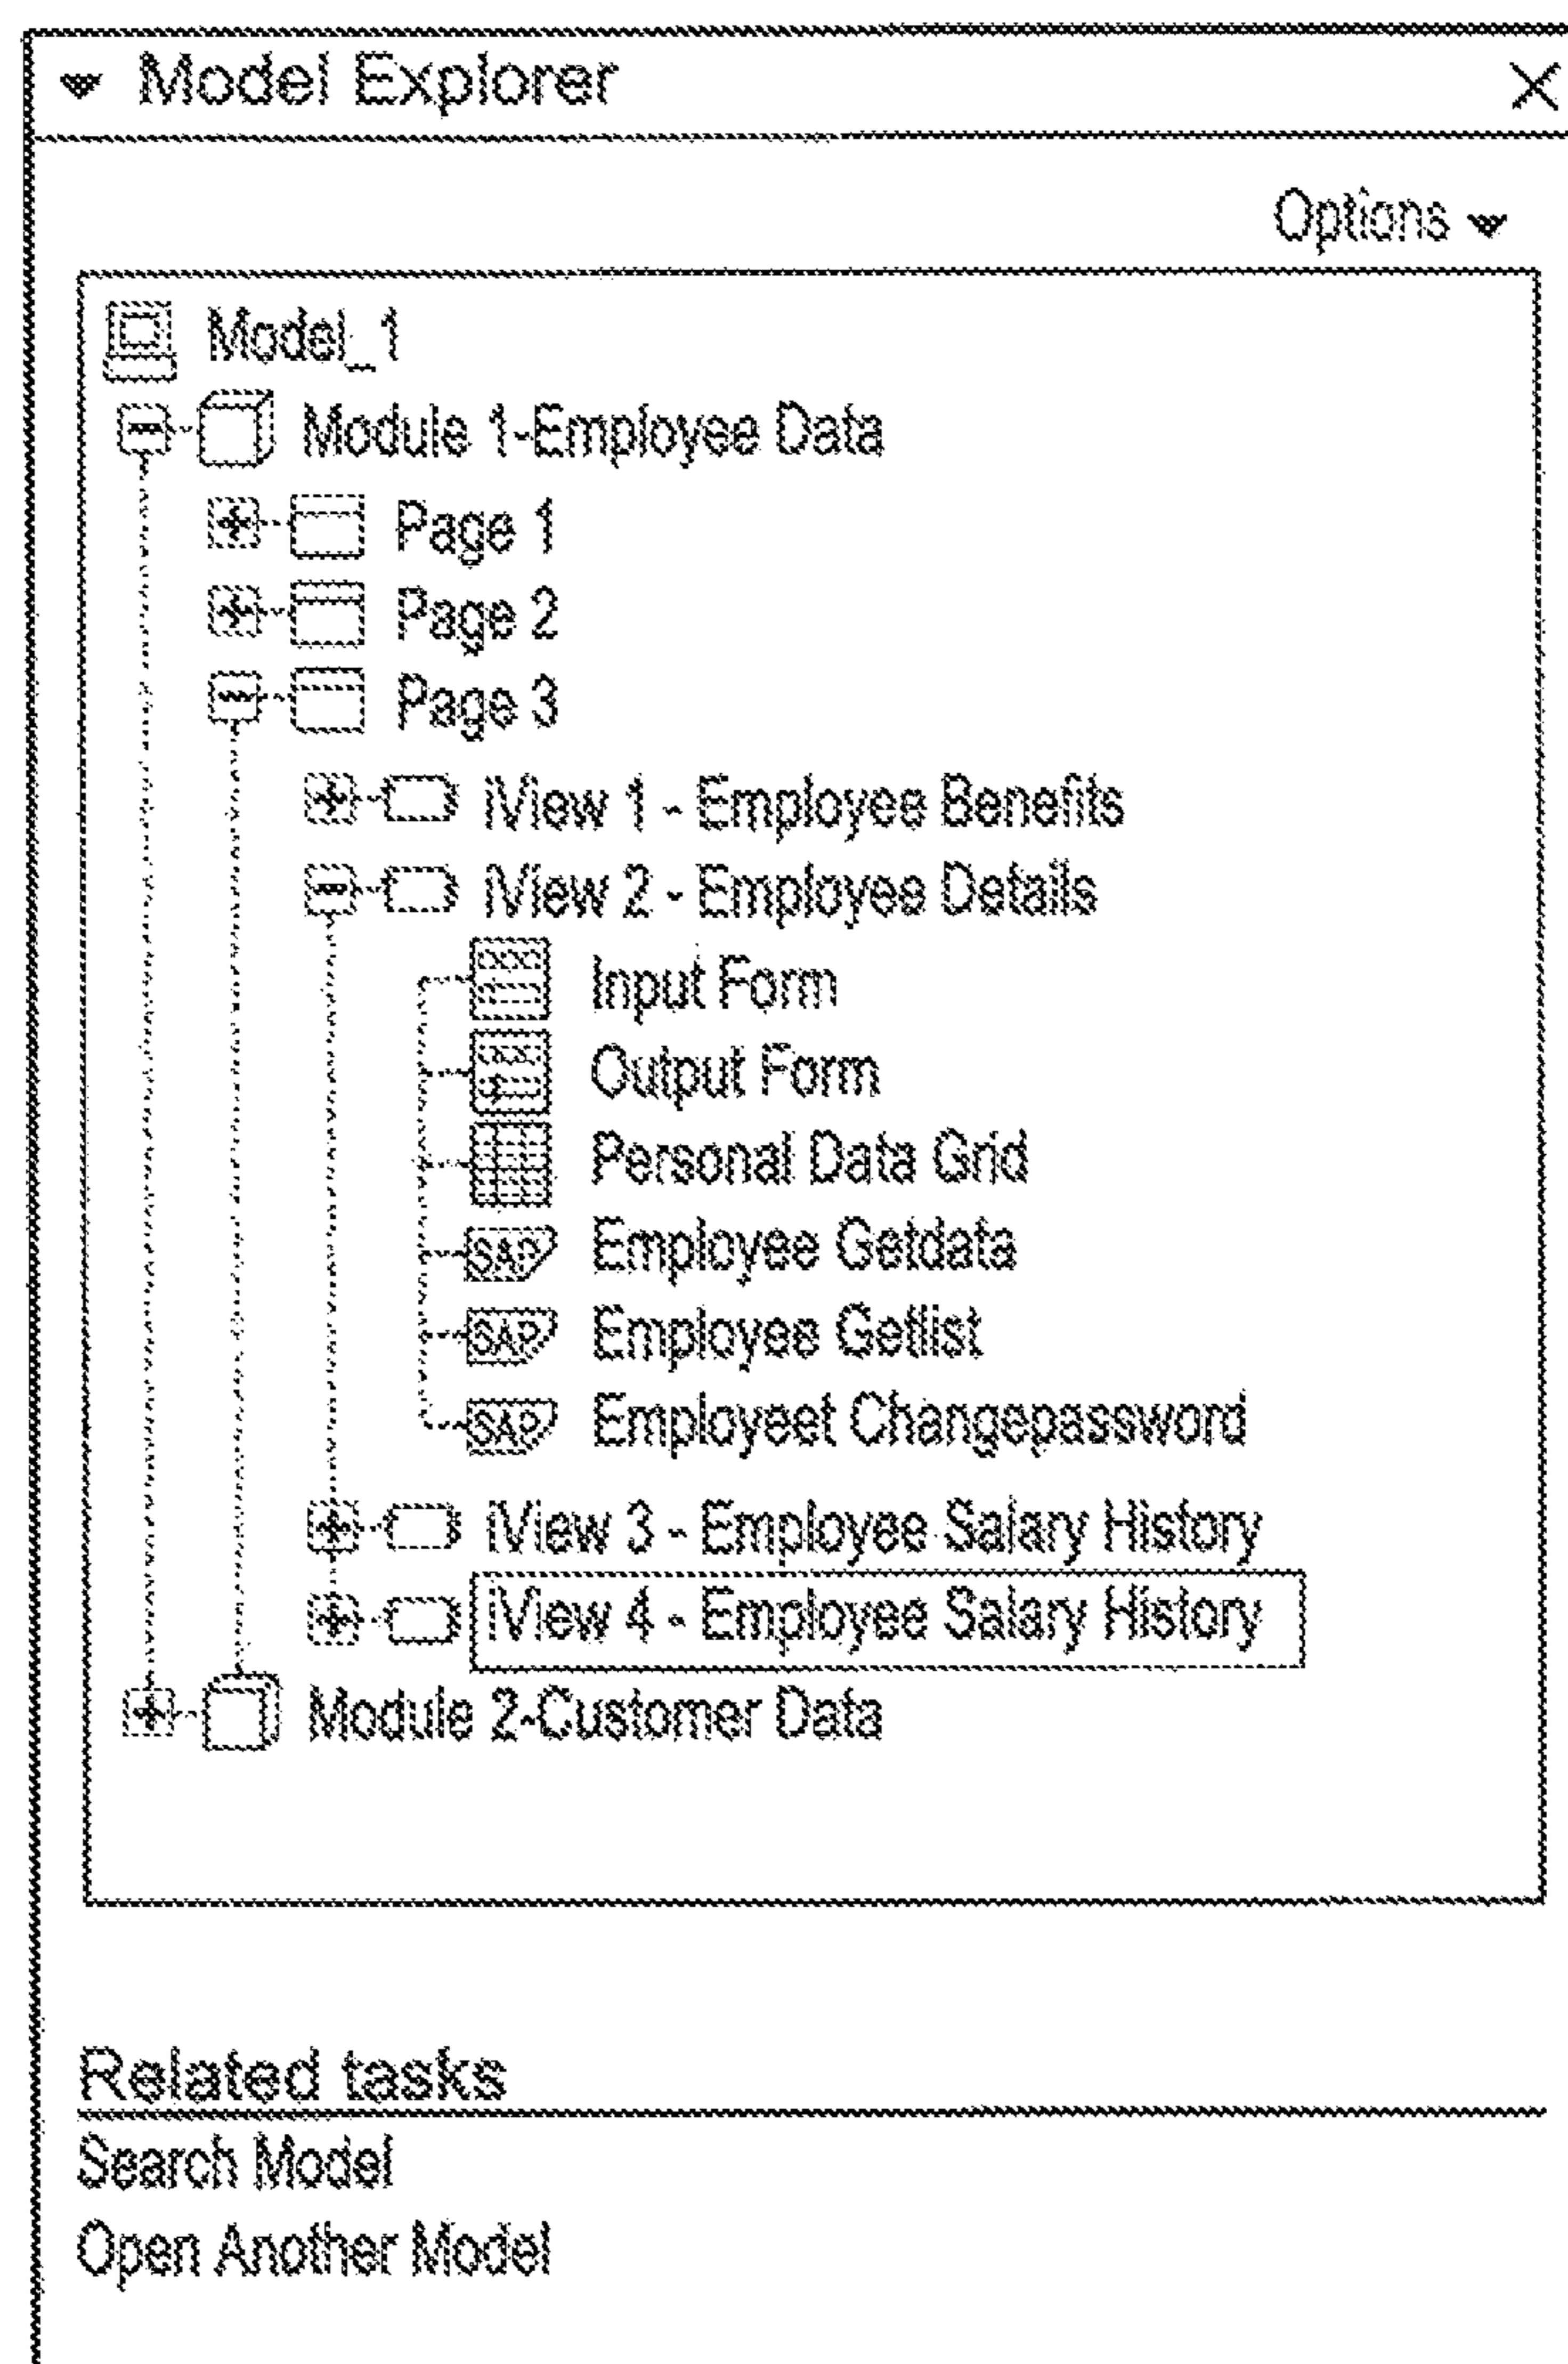 Model Explorer
Options
Model_1
Module 1-Employee Data
Page 1
Page 2
Page 3
iView 1 - Employee Benefits
iView 2 - Employee Details
Input Form
Output Form
Personal Data Grid
SAP Employee Getdata
SAP Employee Getlist
SAP Employeet Changepassword
iView 3 - Employee Salary History
iView 4 - Employee Salary History
Module 2-Customer Data
Related tasks
Search Model
Open Another Model